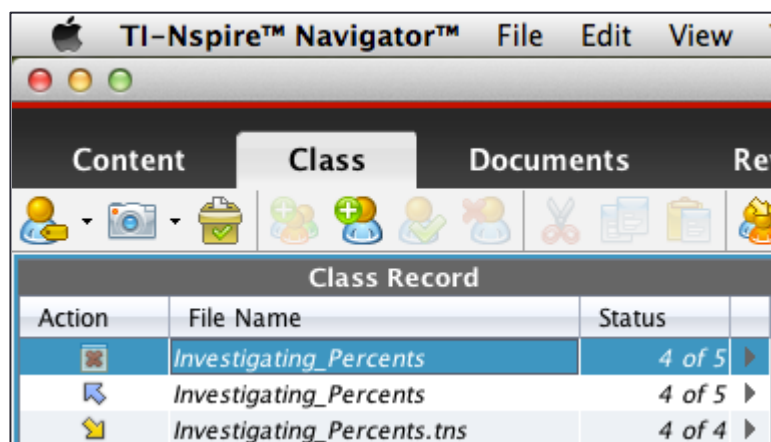 TI-Nspire™ Navigator™ File Edit View
Content Class Documents Re
Class Record
Action File Name Status
Investigating_Percents 4 of 5
Investigating_Percents 4 of 5
Investigating_Percents.tns 4 of 4